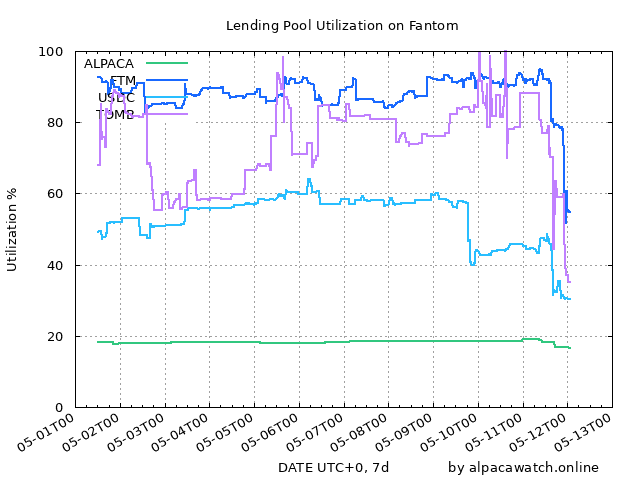 Lending Pool Utilization on Fantom
100
80
60
40
20
0
Utilization %
ALPACA
FTM
USDC
TOMB
05-01T00
05-02T00
05-03T00
05-04T00
05-05T00
05-06T00
05-07T00
05-08T00
05-09T00
05-10T00
05-11T00
05-12T00
05-13T00
DATE UTC+0, 7d
by alpacawatch.online